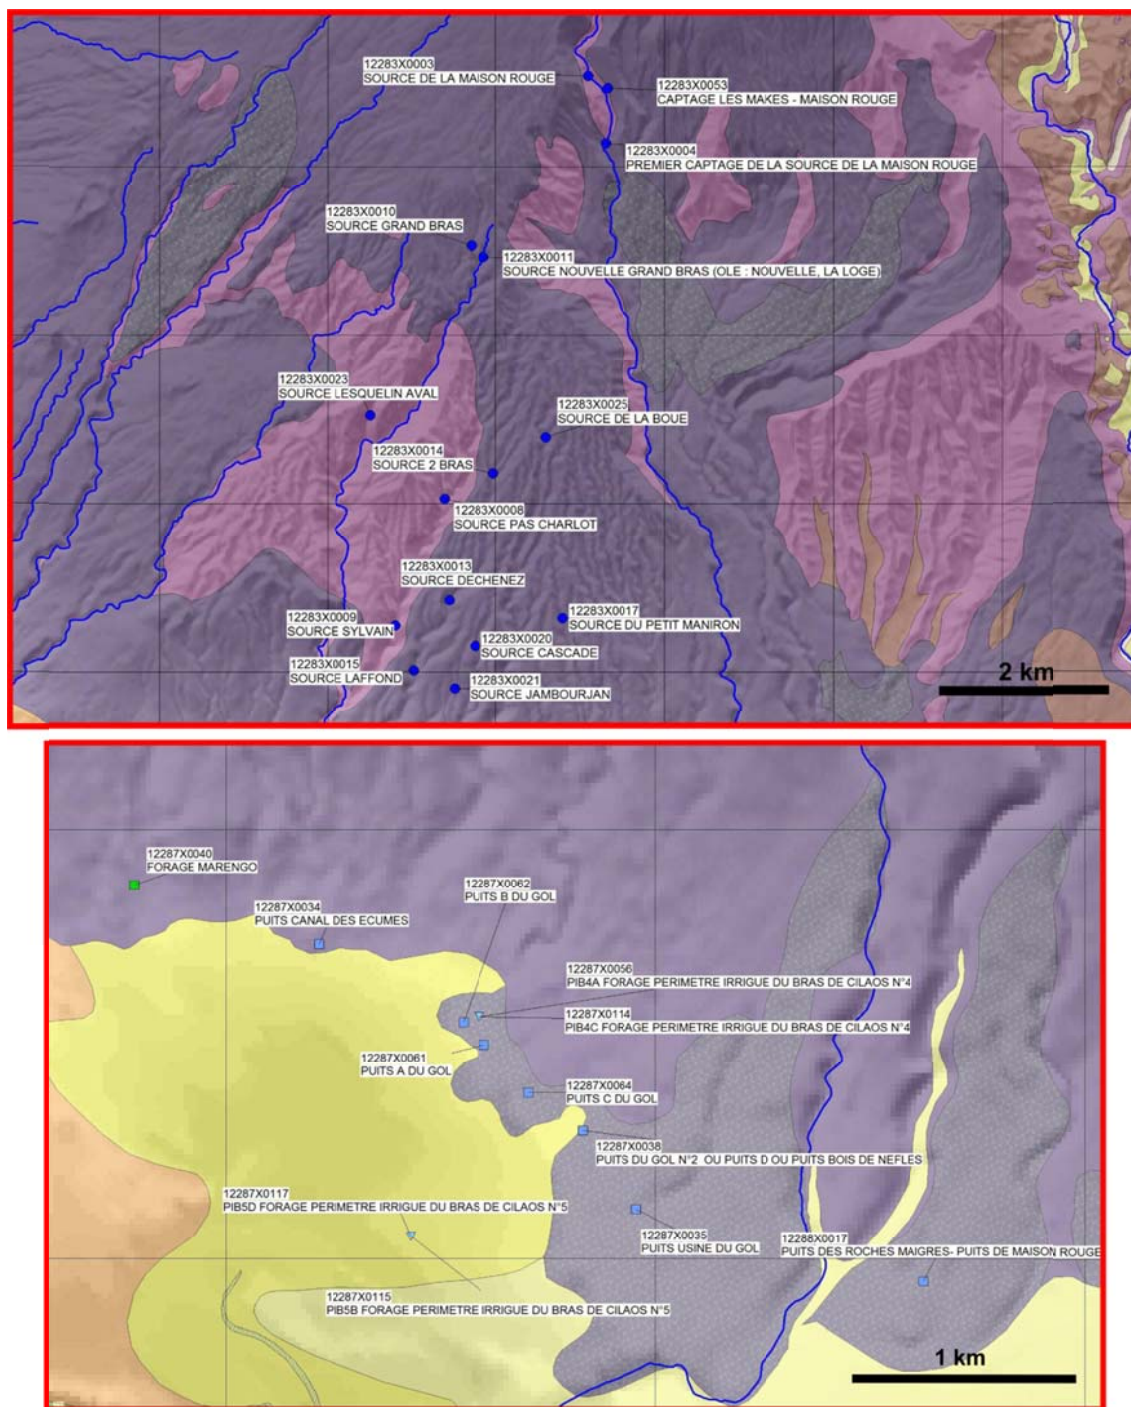 12283X0003
SOURCE DE LA MAISON ROUGE
12283X0053
CAPTAGE LES MAKES - MAISON ROUGE
12283X0004
PREMIER CAPTAGE DE LA SOURCE DE LA MAISON ROUGE
12283X0010
SOURCE GRAND BRAS
12283X0011
SOURCE NOUVELLE GRAND BRAS (OLE : NOUVELLE, LA LOGE)
12283X0023
SOURCE LESQUELIN AVAL
12283X0025
SOURCE DE LA BOUE
12283X0014
SOURCE 2 BRAS
12283X0008
SOURCE PAS CHARLOT
12283X0013
SOURCE DECHENEZ
12283X0009
SOURCE SYLVAIN
12283X0017
SOURCE DU PETIT MANIRON
12283X0020
SOURCE CASCADE
12283X0015
SOURCE LAFFOND
12283X0021
SOURCE JAMBOURJAN
2 km
12287X0040
FORAGE MARENGO
12287X0062
PUITS B DU GOL
12287X0034
PUITS CANAL DES ECUMES
12287X0056
PIB4A FORAGE PERIMETRE IRRIGUE DU BRAS DE CILAOS N°4
12287X0114
PIB4C FORAGE PERIMETRE IRRIGUE DU BRAS DE CILAOS N°4
12287X0061
PUITS A DU GOL
12287X0064
PUITS C DU GOL
12287X0038
PUITS DU GOL N°2 OU PUITS D OU PUITS BOIS DE NEFLES
12287X0117
PIB5D FORAGE PERIMETRE IRRIGUE DU BRAS DE CILAOS N°5
12287X0035
PUITS USINE DU GOL
12288X0017
PUITS DES ROCHES MAIGRES- PUITS DE MAISON ROUGE
12287X0115
PIB5B FORAGE PERIMETRE IRRIGUE DU BRAS DE CILAOS N°5
1 km